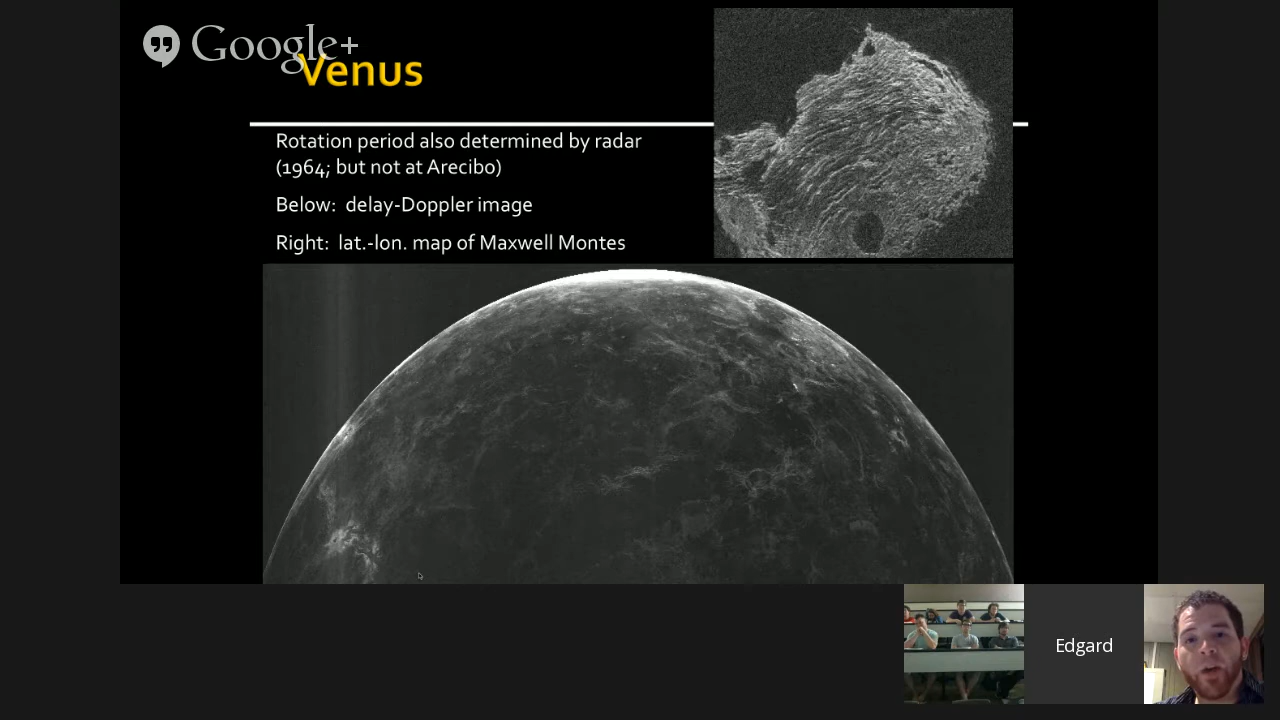 Google+
Venus
Rotation period also determined by radar
(1964; but not at Arecibo)
Below:  delay-Doppler image
Right:  lat.-lon. map of Maxwell Montes
Edgard